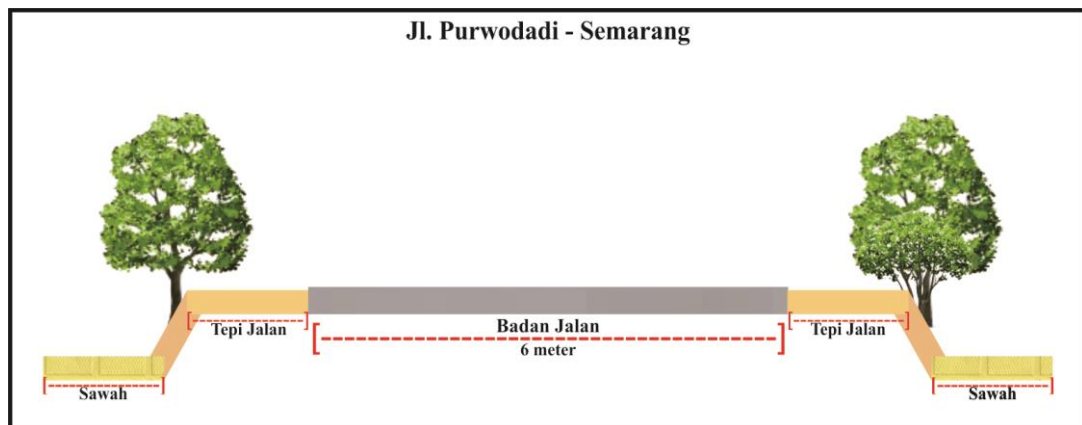 Jl. Purwodadi - Semarang
Tepi Jalan
Badan Jalan
Tepi Jalan
6 meter
Sawah
Sawah